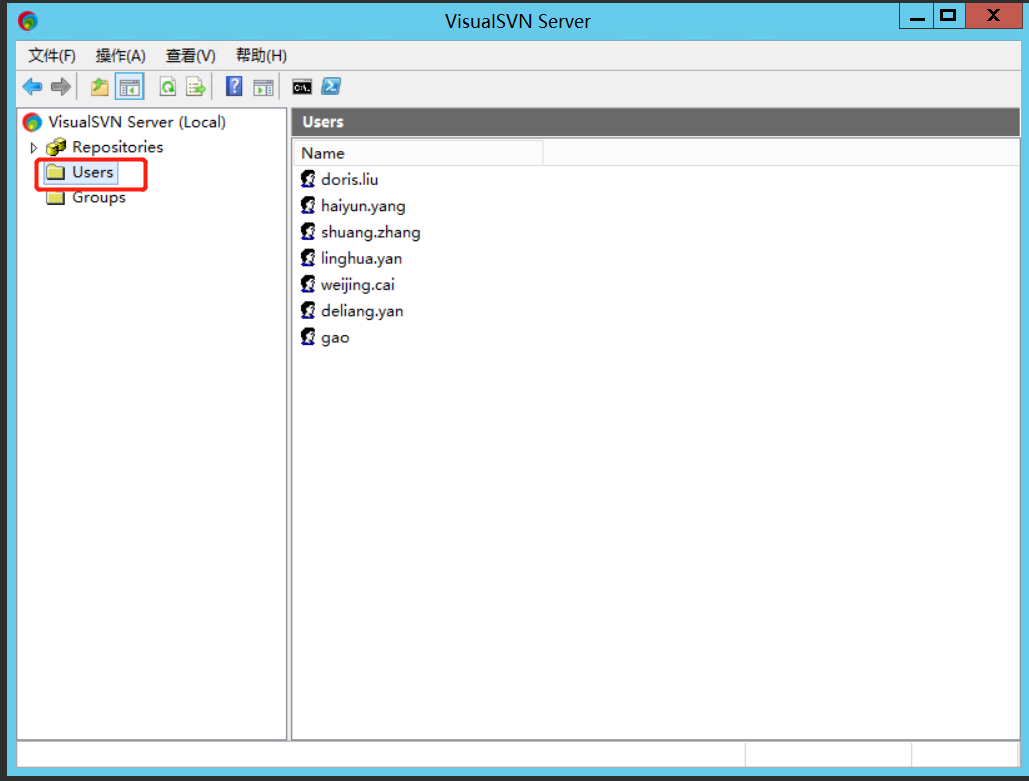 VisualSVN Server
文件(F) 操作(A) 查看(V) 帮助(H)
VisualSVN Server (Local)
Repositories
Users
Groups
Users
Name
doris.liu
haiyun.yang
shuang.zhang
linghua.yan
weijing.cai
deliang.yan
gao